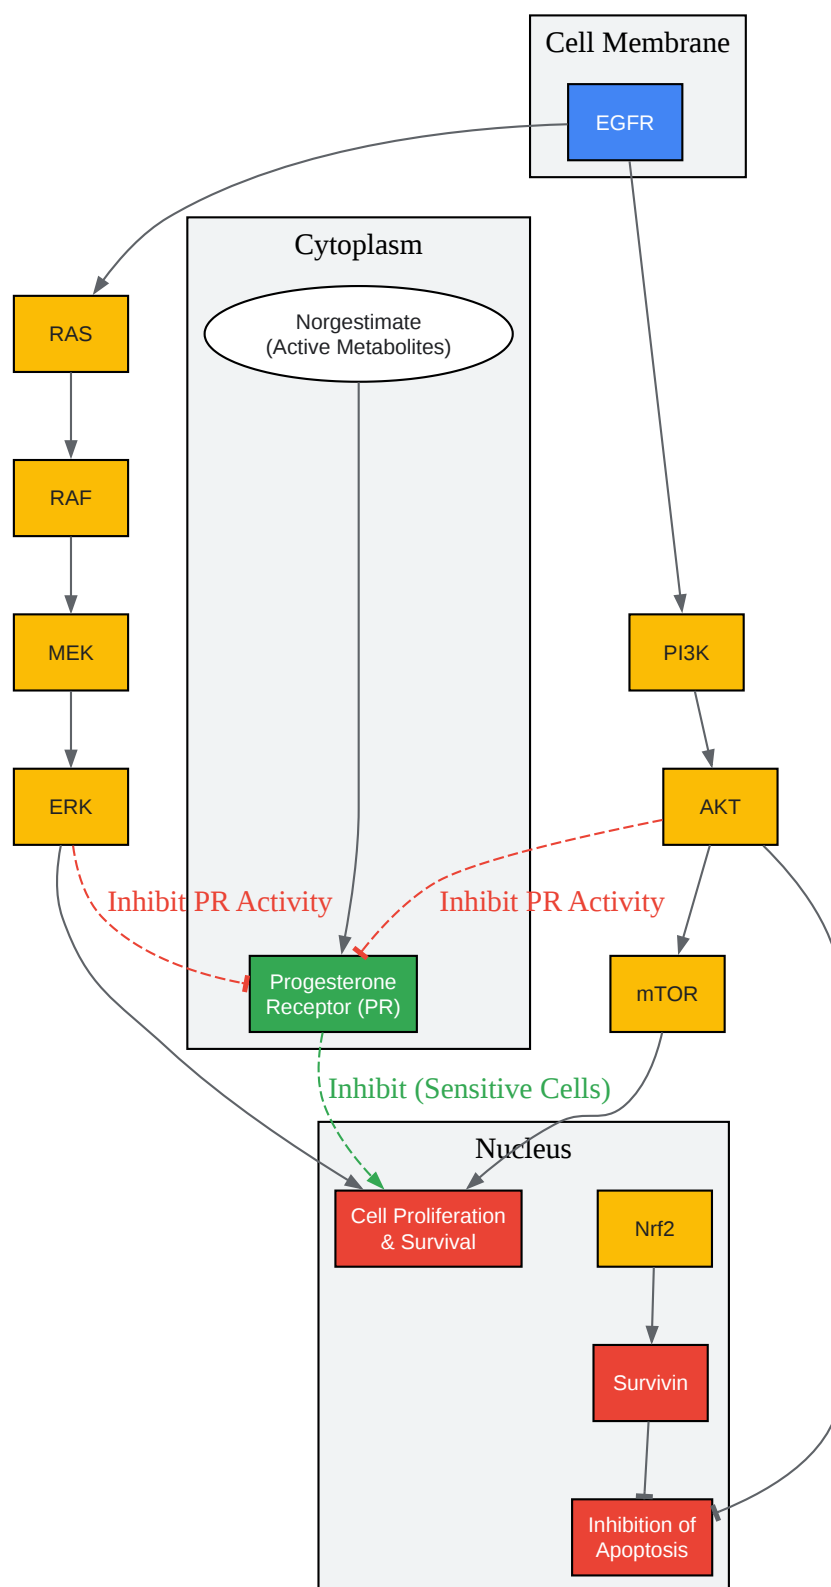 Cell Membrane
EGFR
Cytoplasm
Norgestimate
(Active Metabolites)
RAS
RAF
MEK
PI3K
ERK
AKT
Inhibit PR Activity
Inhibit PR Activity
Progesterone
Receptor (PR)
mTOR
Inhibit (Sensitive Cells)
Nucleus
Cell Proliferation
& Survival
Nrf2
Survivin
Inhibition of
Apoptosis